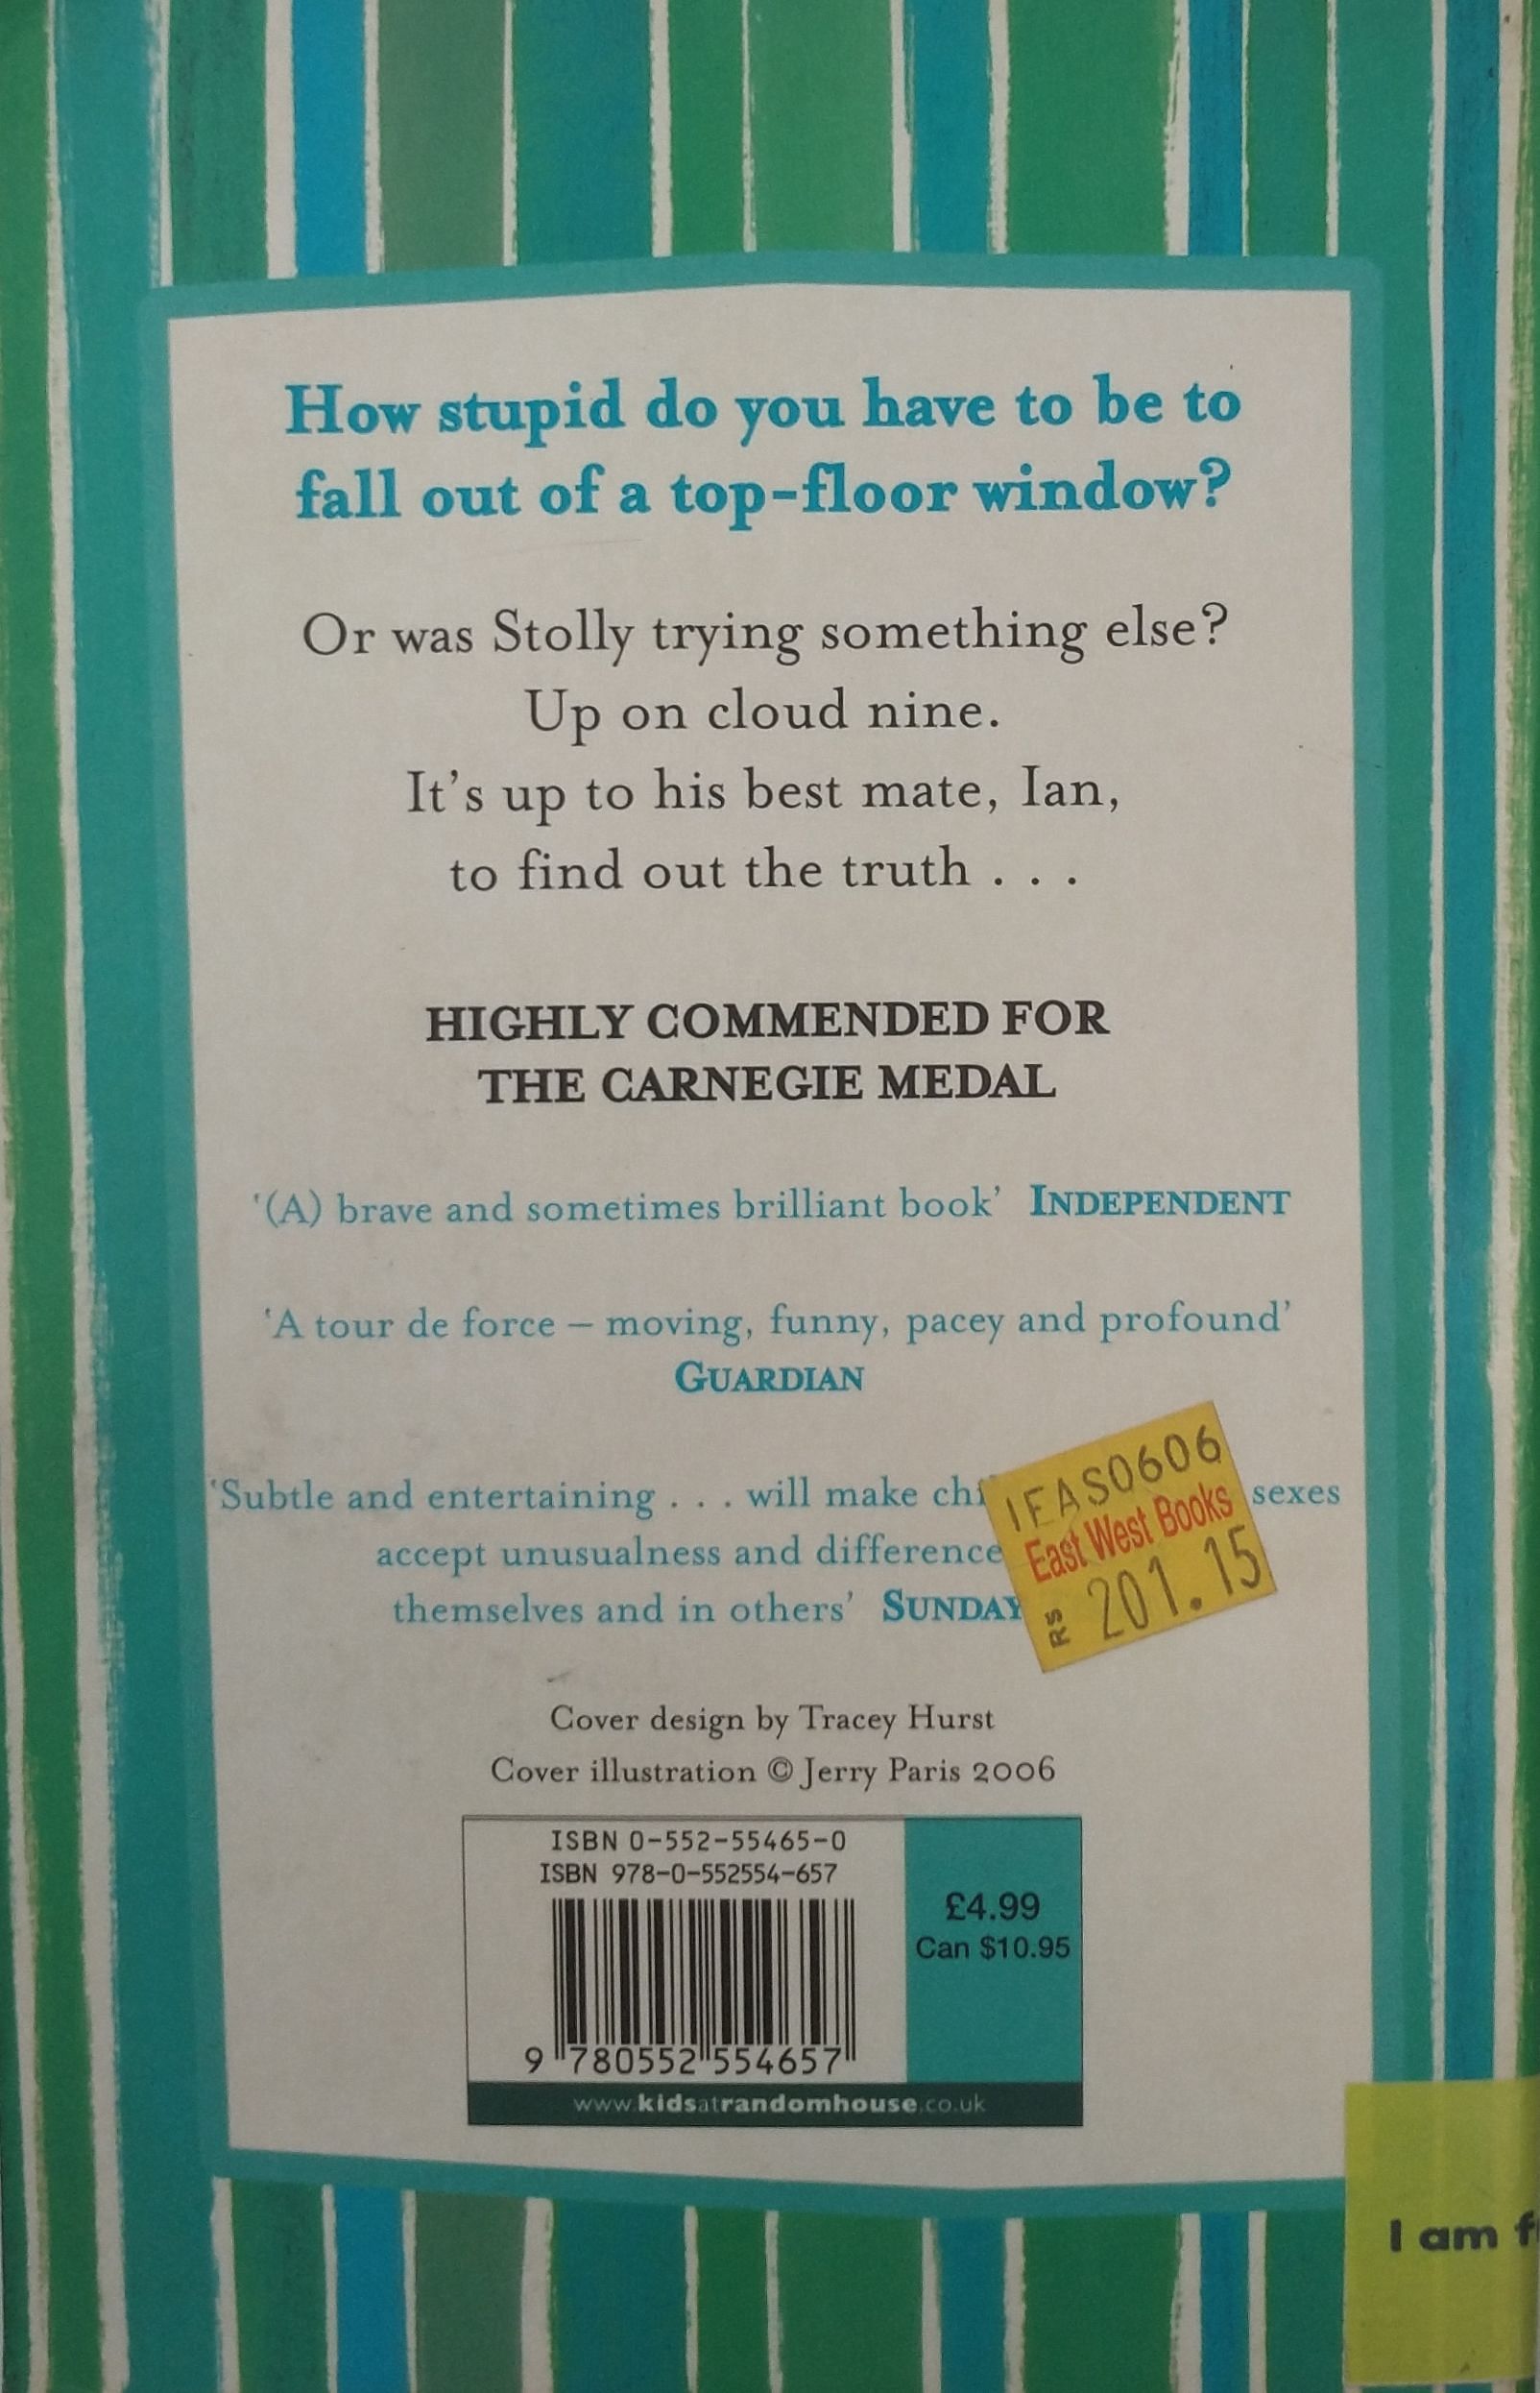 How stupid do you have to be to
fall out of a top-floor window?
Or was Stolly trying something else?
Up on cloud nine.
It's up to his best mate, Ian,
to find out the truth . . .
HIGHLY COMMENDED FOR
THE CARNEGIE MEDAL
'(A) brave and sometimes brilliant book' INDEPENDENT
'A tour de force – moving, funny, pacey and profound'
GUARDIAN
'Subtle and entertaining . . . will make sexes
accept unusualness and difference
themselves and in others' SUNDAY
IEAS0606
East West Books
RS 201.15
Cover design by Tracey Hurst
Cover illustration © Jerry Paris 2006
ISBN 0-552-55465-0
ISBN 978-0-552554-657
£4.99
Can $10.95
9 780552 554657
www.kidsatrandomhouse.co.uk
I am